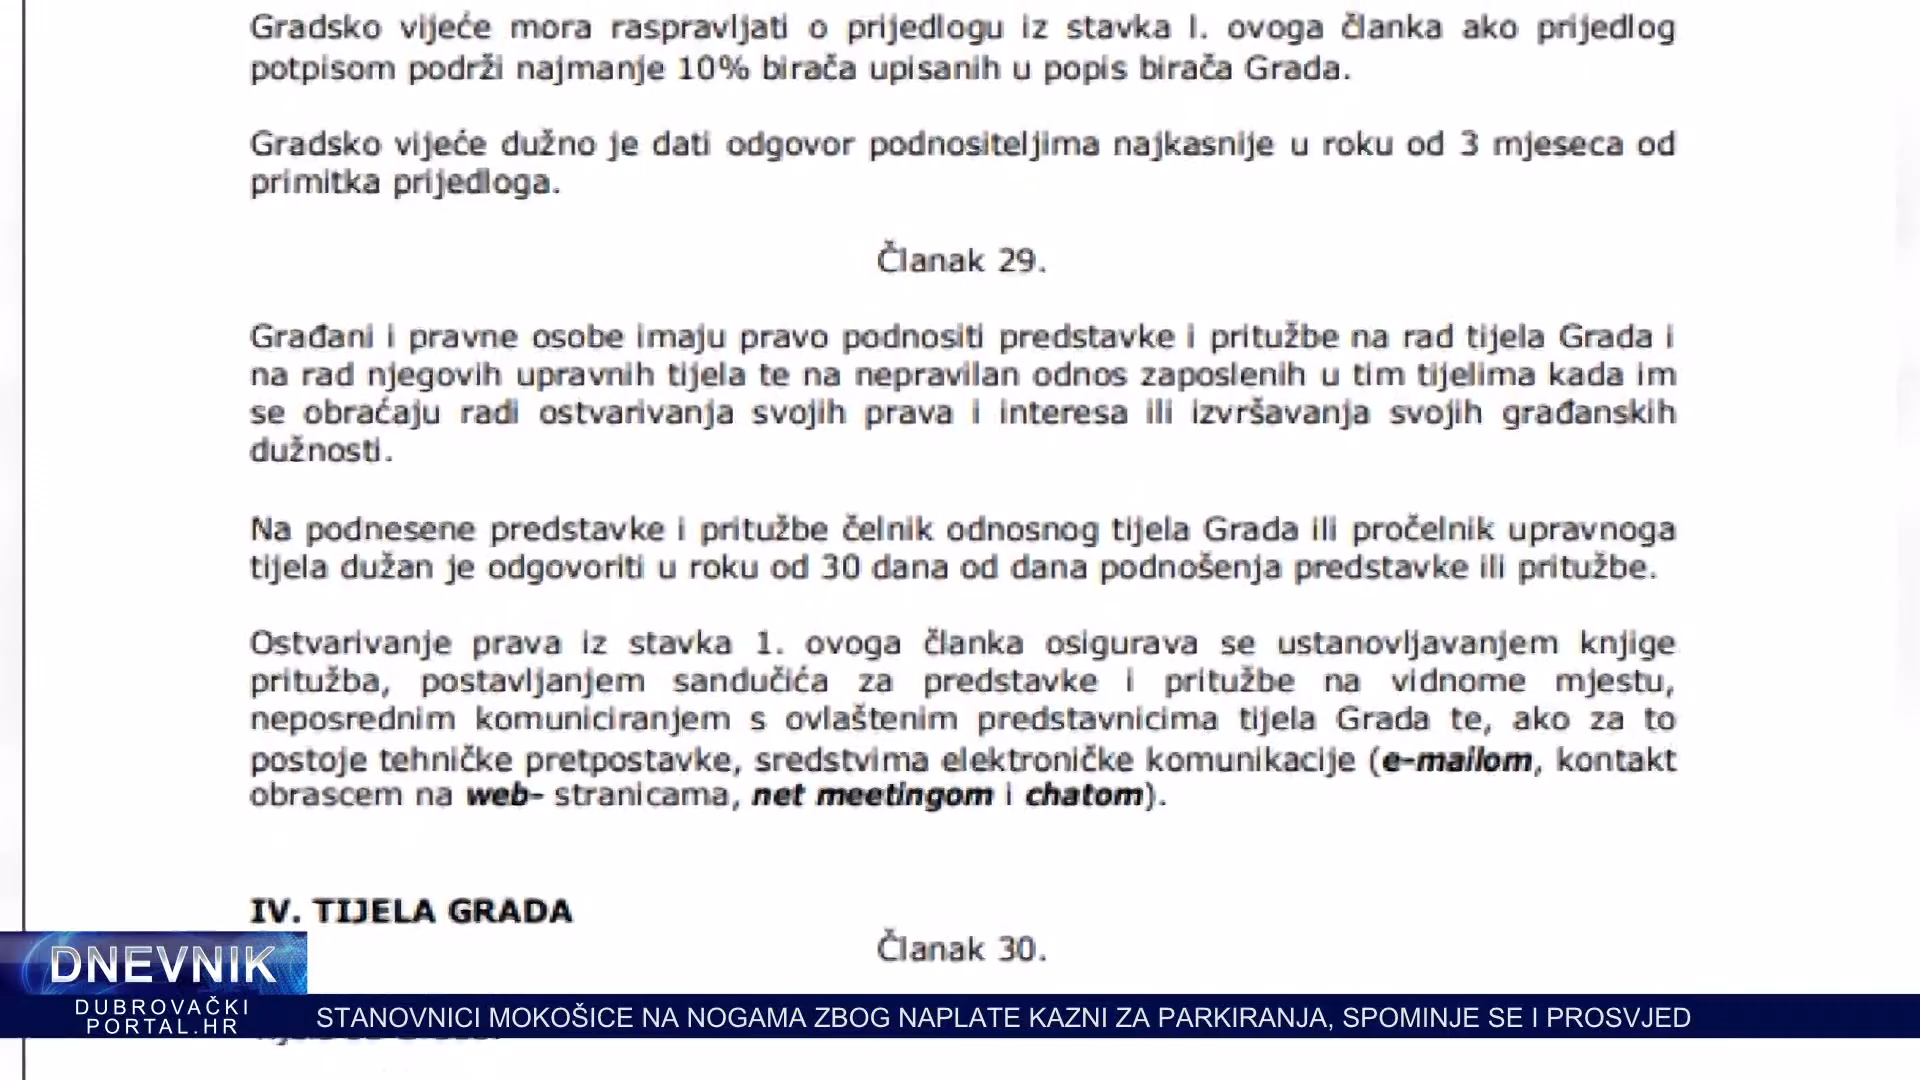 Gradsko vijeće mora raspravljati o prijedlogu iz stavka l. ovoga članka ako prijedlog
potpisom podrži najmanje 10% birača upisanih u popis birača Grada.
Gradsko vijeće dužno je dati odgovor podnositeljima najkasnije u roku od 3 mjeseca od
primitka prijedloga.
Članak 29.
Građani i pravne osobe imaju pravo podnositi predstavke i pritužbe na rad tijela Grada i
na rad njegovih upravnih tijela te na nepravilan odnos zaposlenih u tim tijelima kada im
se obraćaju radi ostvarivanja svojih prava i interesa ili izvršavanja svojih građanskih
dužnosti.
Na podnesene predstavke i pritužbe čelnik odnosnog tijela Grada ili pročelnik upravnoga
tijela dužan je odgovoriti u roku od 30 dana od dana podnošenja predstavke ili pritužbe.
Ostvarivanje prava iz stavka 1. ovoga članka osigurava se ustanovljavanjem knjige
pritužba, postavljanjem sandučića za predstavke i pritužbe na vidnome mjestu,
neposrednim komuniciranjem s ovlaštenim predstavnicima tijela Grada te, ako za to
postoje tehničke pretpostavke, sredstvima elektroničke komunikacije (e-mailom, kontakt
obrascem na web- stranicama, net meetingom i chatom).
IV. TIJELA GRADA
Članak 30.
DNEVNIK
DUBROVAČKI
PORTAL.HR
STANOVNICI MOKOŠICE NA NOGAMA ZBOG NAPLATE KAZNI ZA PARKIRANJA, SPOMINJE SE I PROSVJED